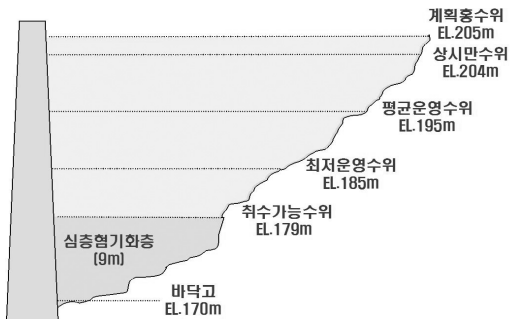 계획홍수위
EL.205m
상시만수위
EL.204m
평균운영수위
EL.195m
최저운영수위
EL.185m
취수가능수위
EL.179m
심층혐기화층
(9m)
바닥고
EL.170m